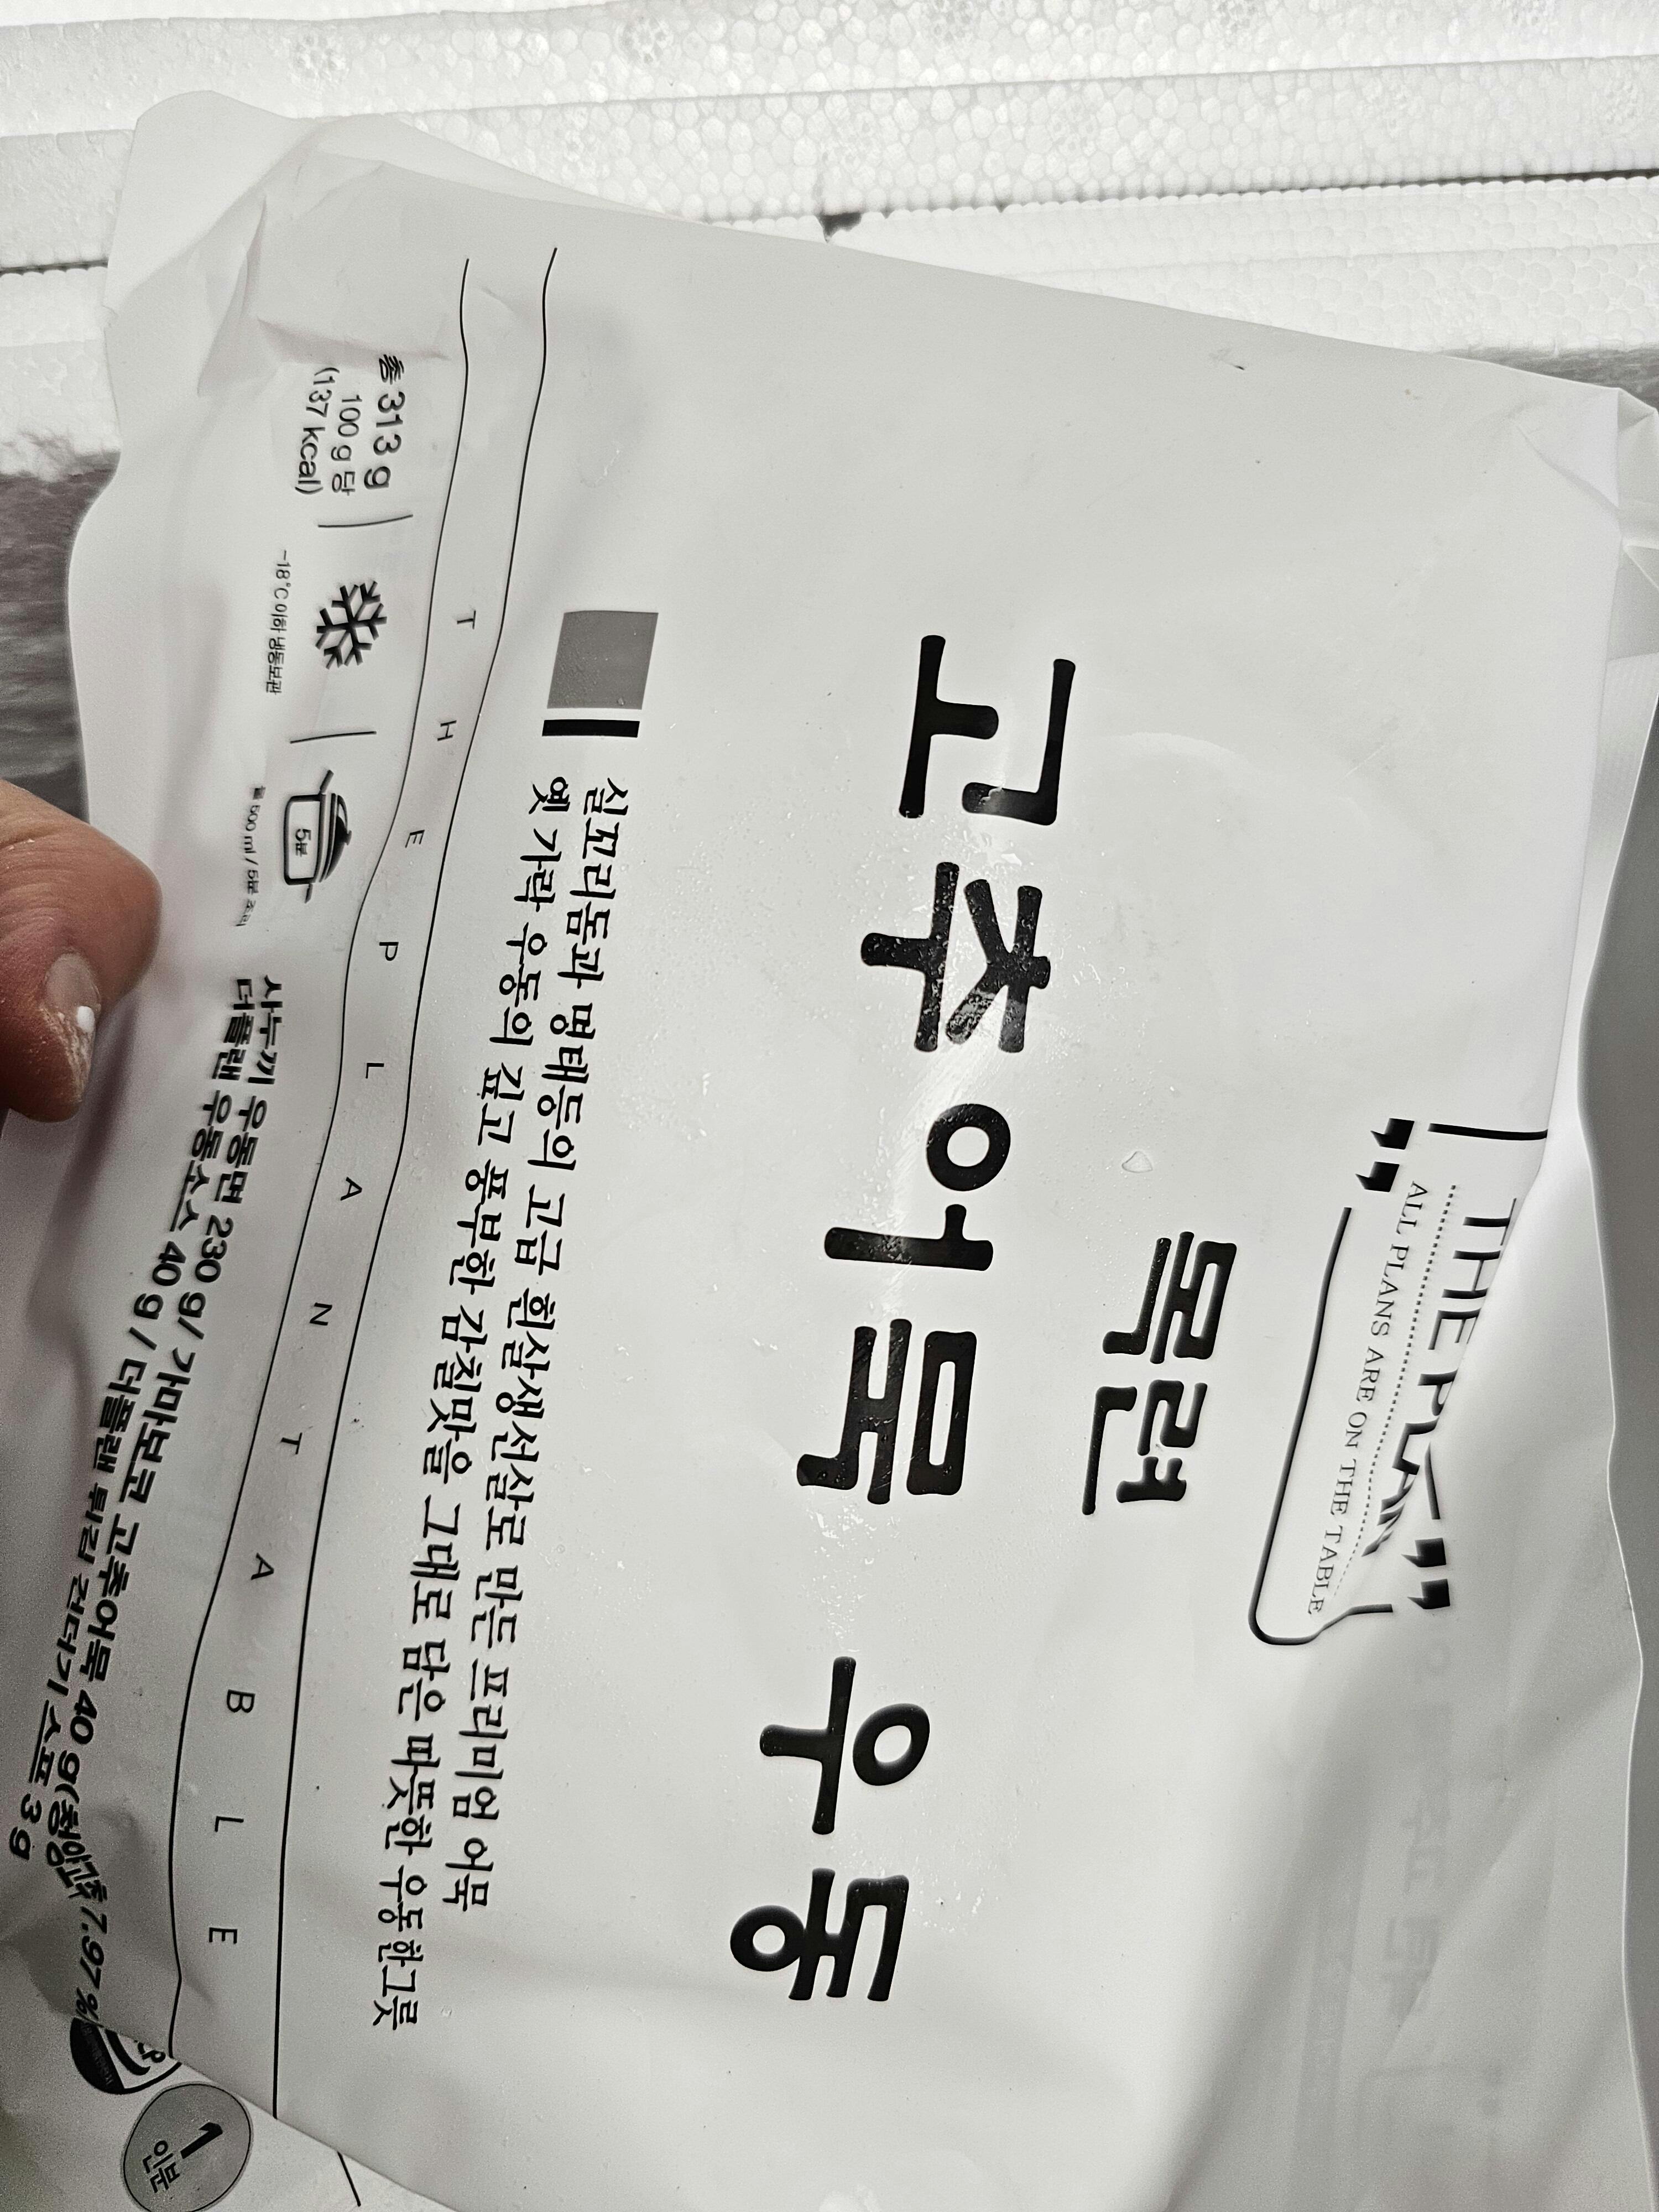 THE PLAN
ALL PLANS ARE ON THE TABLE
목란
고추어묵 우동
실꼬리돔과 명태등의 고급 흰살생선살로 만든 프리미엄 어묵
옛 가락 우동의 깊고 풍부한 감칠맛을 그대로 담은 따뜻한 우동한그릇
THE PLAN TABLE
총 313 g
100 g 당
(137 kcal)
-18℃ 이하 냉동보관
5분
물 500 ml / 5분 조리
사누끼 우동면 230 g/ 가마보코 고추어묵 40 g(청양고추 7.97 %)
더플랜 우동소스 40 g / 더플랜 튀김 건더기 스프 3 g
1
인분